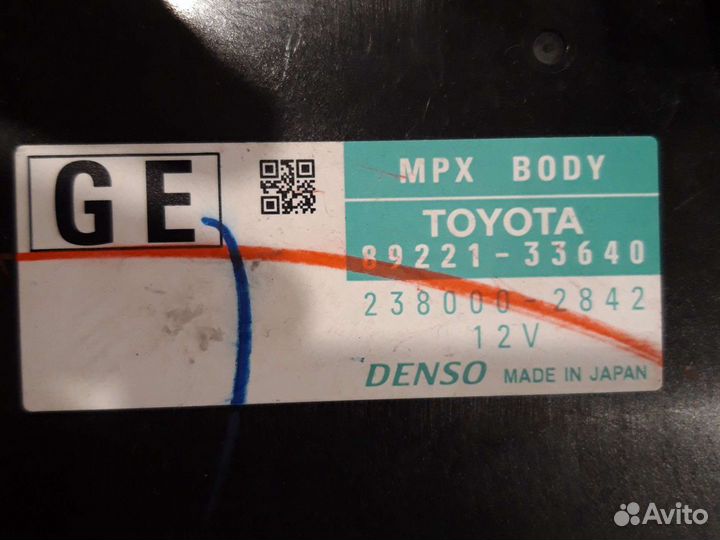 GE
MPX BODY
TOYOTA
89221-33640
238000-2842
12V
DENSO MADE IN JAPAN
Avito